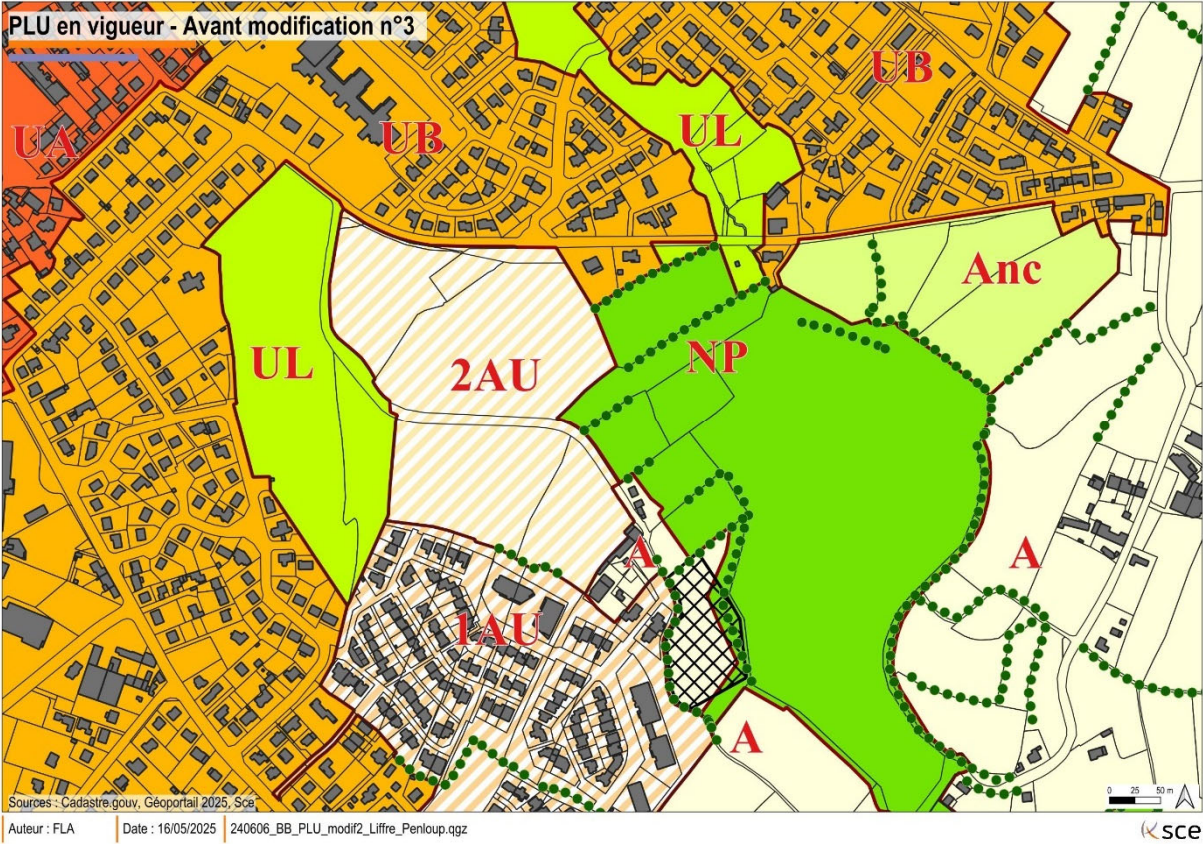 PLU en vigueur - Avant modification n°3
UB
UA
UB
UL
Anc
UL
2AU
NP
A
A
1AU
A
Sources : Cadastre.gouv, Géoportail 2025, Sce
0 25 50 m
Auteur : FLA Date : 16/05/2025 240606_BB_PLU_modif2_Liffre_Penloup.qgz
sce